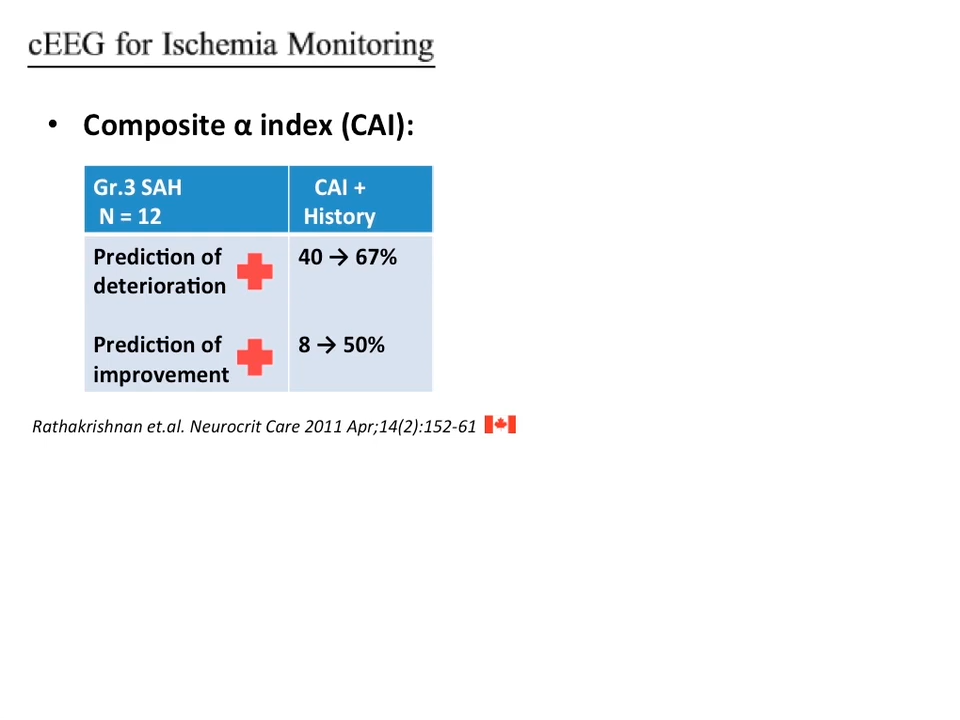 cEEG for Ischemia Monitoring
• Composite α index (CAI):
Gr.3 SAH
N = 12
CAI +
History
Prediction of
deterioration
40 → 67%
Prediction of
improvement
8 → 50%
Rathakrishnan et.al. Neurocrit Care 2011 Apr;14(2):152-61